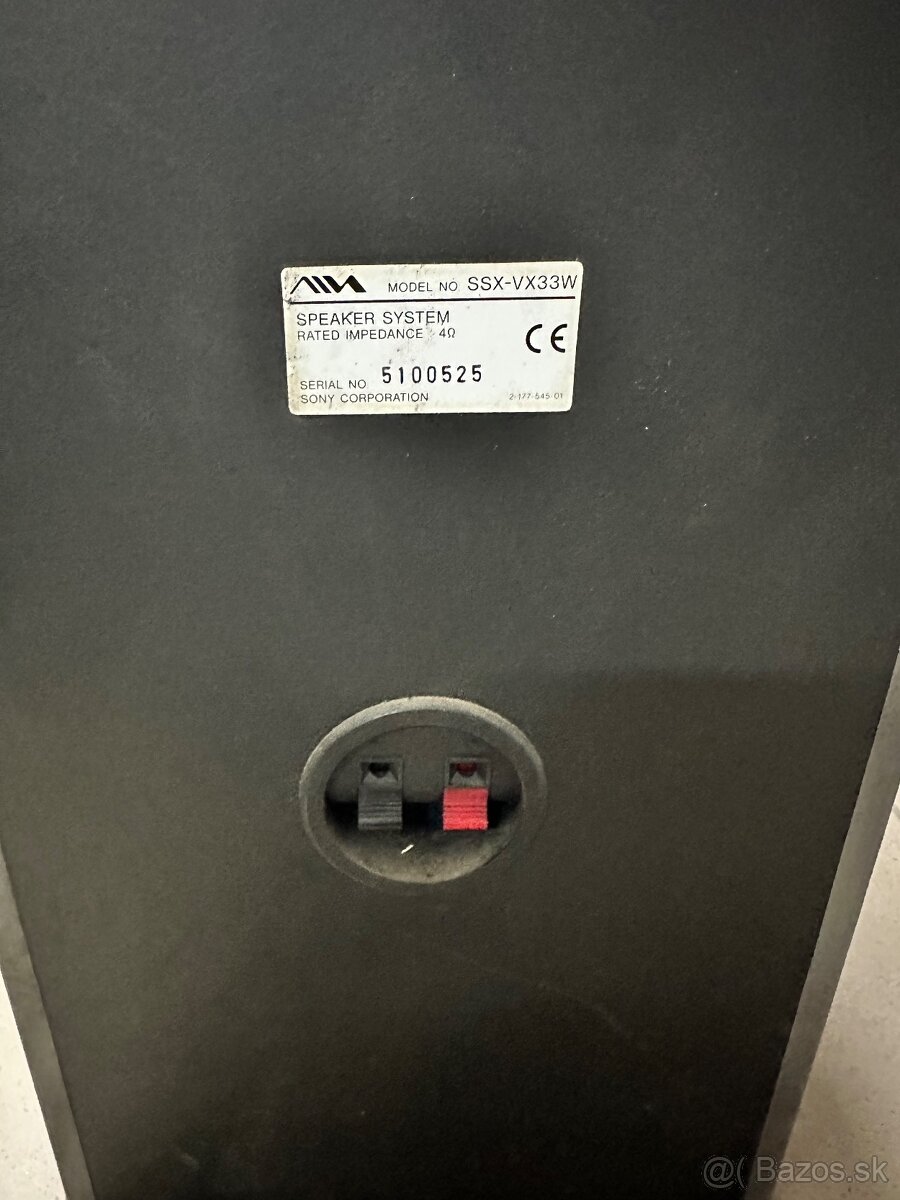 AIWA MODEL NO. SSX-VX33W
SPEAKER SYSTEM
RATED IMPEDANCE 4Ω
CE
SERIAL NO. 5100525
SONY CORPORATION 2-177-545-01
@( Bazos.sk